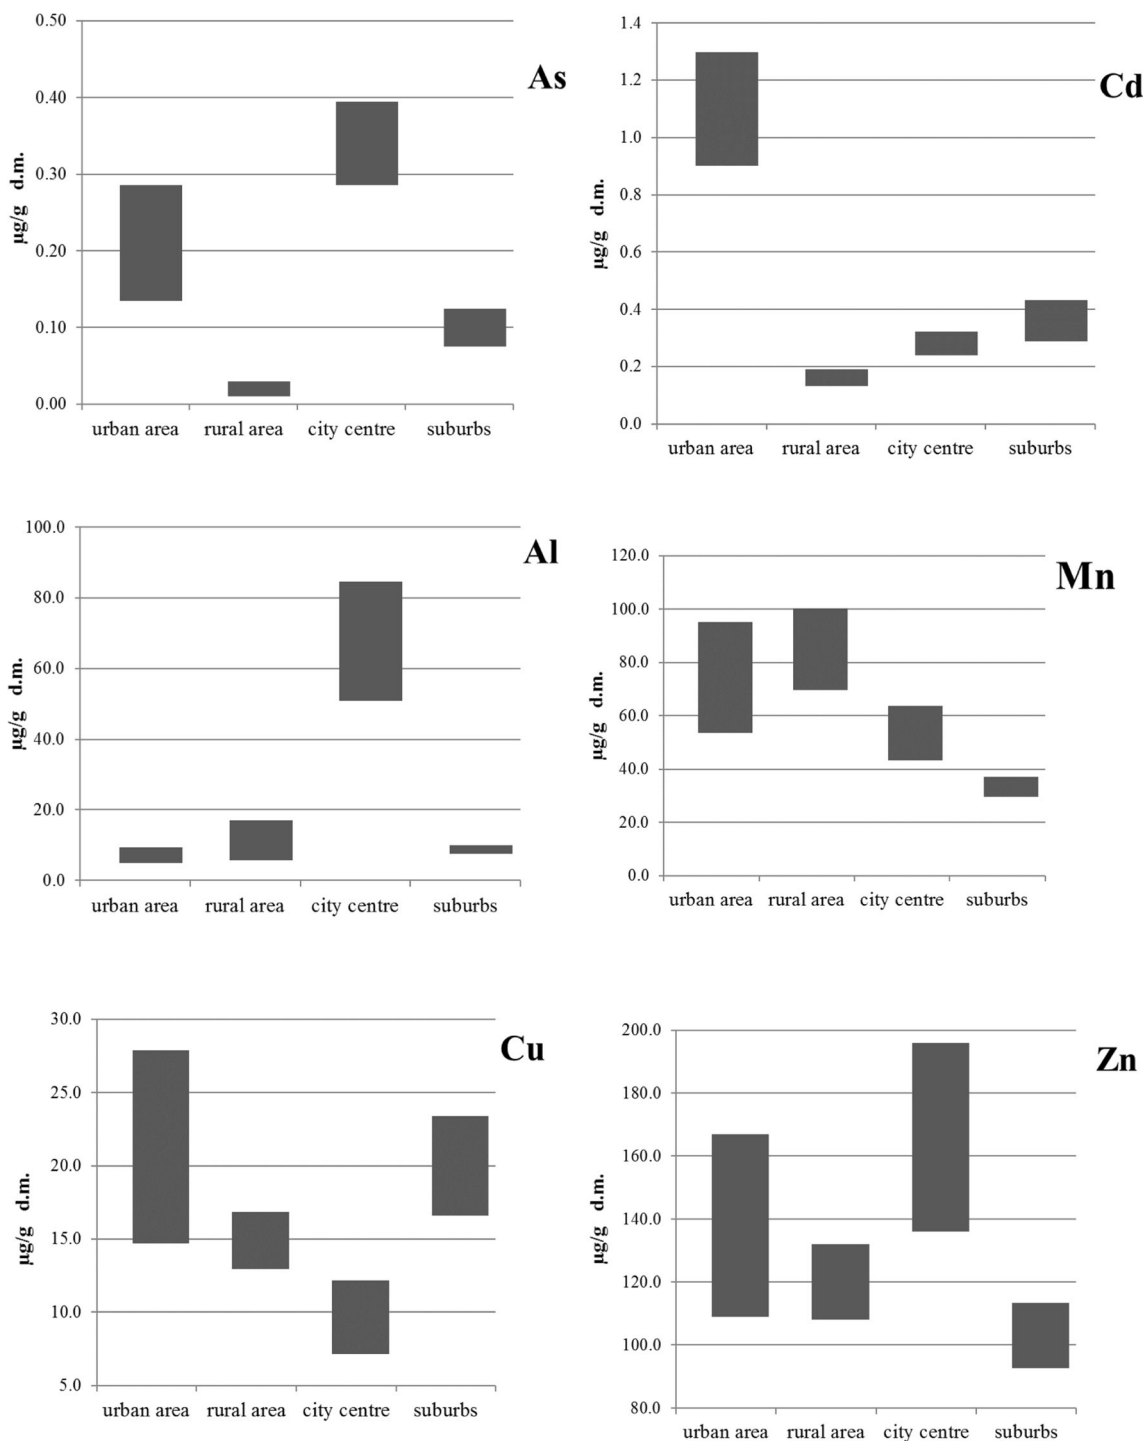 As
0.50
0.40
0.30
0.20
0.10
0.00
µg/g d.m.
urban area rural area city centre suburbs
Cd
1.4
1.2
1.0
0.8
0.6
0.4
0.2
0.0
µg/g d.m.
urban area rural area city centre suburbs
Al
100.0
80.0
60.0
40.0
20.0
0.0
µg/g d.m.
urban area rural area city centre suburbs
Mn
120.0
100.0
80.0
60.0
40.0
20.0
0.0
µg/g d.m.
urban area rural area city centre suburbs
Cu
30.0
25.0
20.0
15.0
10.0
5.0
µg/g d.m.
urban area rural area city centre suburbs
Zn
200.0
180.0
160.0
140.0
120.0
100.0
80.0
µg/g d.m.
urban area rural area city centre suburbs